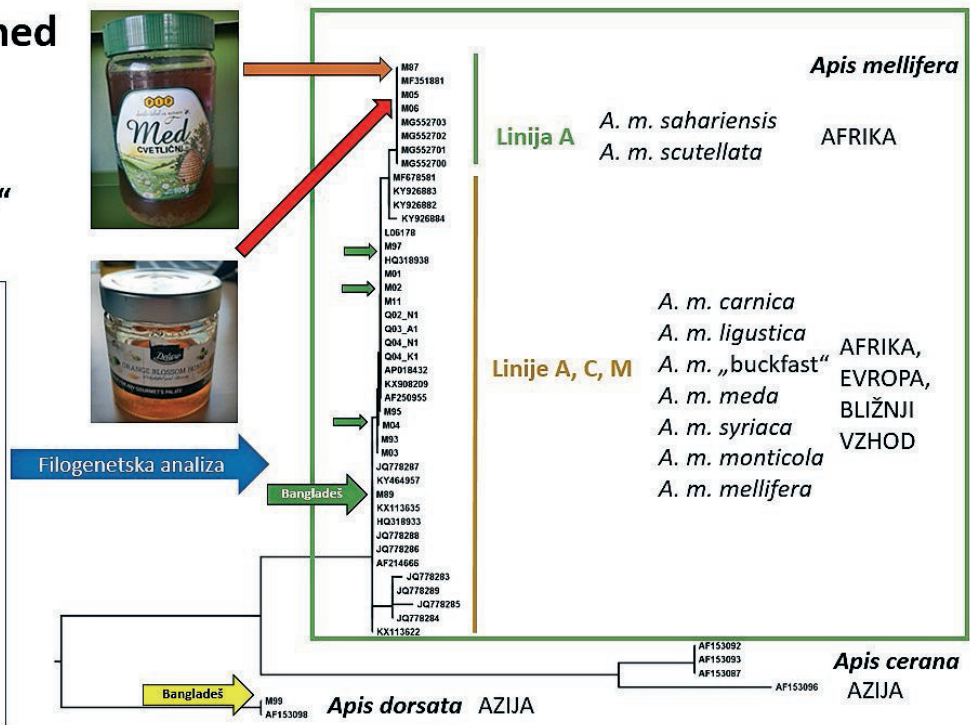 ned
“
PIP
Med
CVETLIČNI
900g
Deluxe
ORANGE BLOSSOM HONEY
Filogenetska analiza
Bangladeš
Bangladeš
M87
MF351881
M05
M06
MG552703
MG552702
MG552701
MG552700
MF678581
KY926883
KY926882
KY926884
L06178
M97
HQ318938
M01
M02
M11
Q02_N1
Q03_A1
Q04_N1
Q04_K1
AP018432
KX908209
AF250955
M95
M04
M93
M03
JQ778287
KY464957
M89
KX113635
HQ318933
JQ778288
JQ778286
AF214666
JQ778283
JQ778289
JQ778285
JQ778284
KX113622
AF153092
AF153093
AF153087
AF153096
M99
AF153098
Apis mellifera
Linija A
A. m. sahariensis
A. m. scutellata
AFRIKA
Linije A, C, M
A. m. carnica
A. m. ligustica
A. m. „buckfast“
A. m. meda
A. m. syriaca
A. m. monticola
A. m. mellifera
AFRIKA,
EVROPA,
BLIŽNJI
VZHOD
Apis cerana
AZIJA
Apis dorsata AZIJA